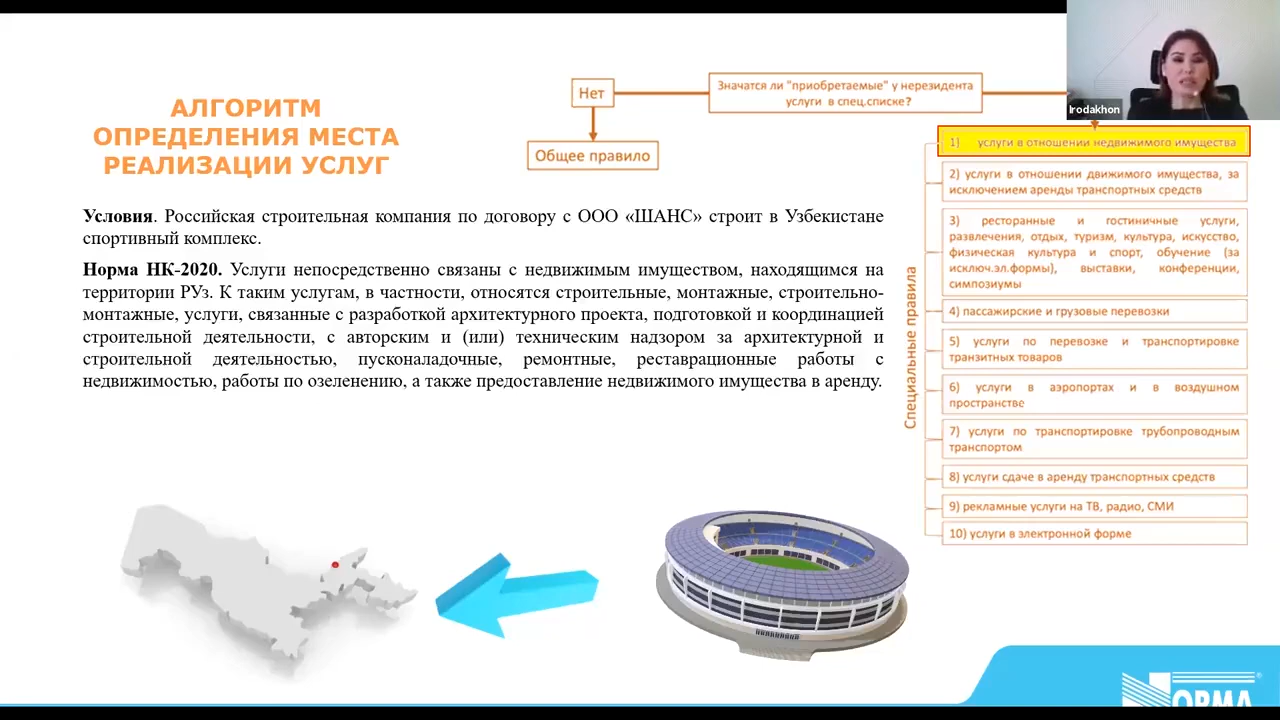 АЛГОРИТМ
ОПРЕДЕЛЕНИЯ МЕСТА
РЕАЛИЗАЦИИ УСЛУГ
Нет
Значатся ли "приобретаемые" у нерезидента
услуги в спец.списке?
Irodakhon
Общее правило
Условия. Российская строительная компания по договору с ООО «ШАНС» строит в Узбекистане
спортивный комплекс.
Норма НК-2020. Услуги непосредственно связаны с недвижимым имуществом, находящимся на
территории РУз. К таким услугам, в частности, относятся строительные, монтажные, строительно-
монтажные, услуги, связанные с разработкой архитектурного проекта, подготовкой и координацией
строительной деятельности, с авторским и (или) техническим надзором за архитектурной и
строительной деятельностью, пусконаладочные, ремонтные, реставрационные работы с
недвижимостью, работы по озеленению, а также предоставление недвижимого имущества в аренду.
Специальные правила
1) услуги в отношении недвижимого имущества
2) услуги в отношении движимого имущества, за
исключением аренды транспортных средств
3) ресторанные и гостиничные услуги,
развлечения, отдых, туризм, культура, искусство,
физическая культура и спорт, обучение (за
исключ.эл.формы), выставки, конференции,
симпозиумы
4) пассажирские и грузовые перевозки
5) услуги по перевозке и транспортировке
транзитных товаров
6) услуги в аэропортах и в воздушном
пространстве
7) услуги по транспортировке трубопроводным
транспортом
8) услуги сдаче в аренду транспортных средств
9) рекламные услуги на ТВ, радио, СМИ
10) услуги в электронной форме
НОРМА